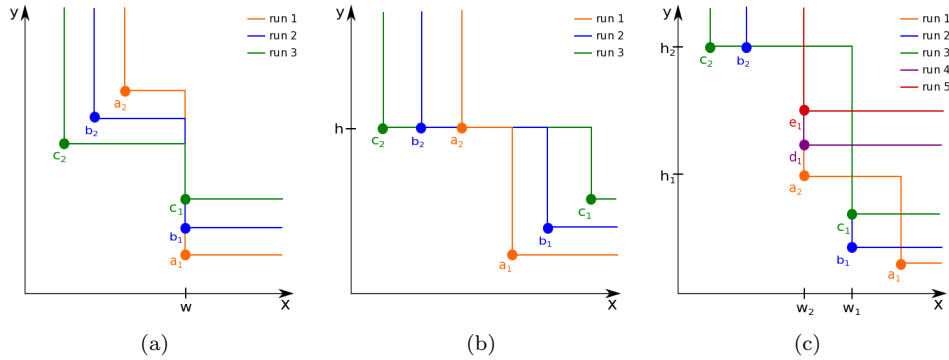 y
run 1
run 2
run 3
a₂
b₂
c₂
c₁
b₁
a₁
w
x
(a)
y
run 1
run 2
run 3
h
c₂
b₂
a₂
c₁
b₁
a₁
x
(b)
y
run 1
run 2
run 3
run 4
run 5
h₂
c₂
b₂
e₁
d₁
h₁
a₂
c₁
b₁
a₁
w₂
w₁
x
(c)